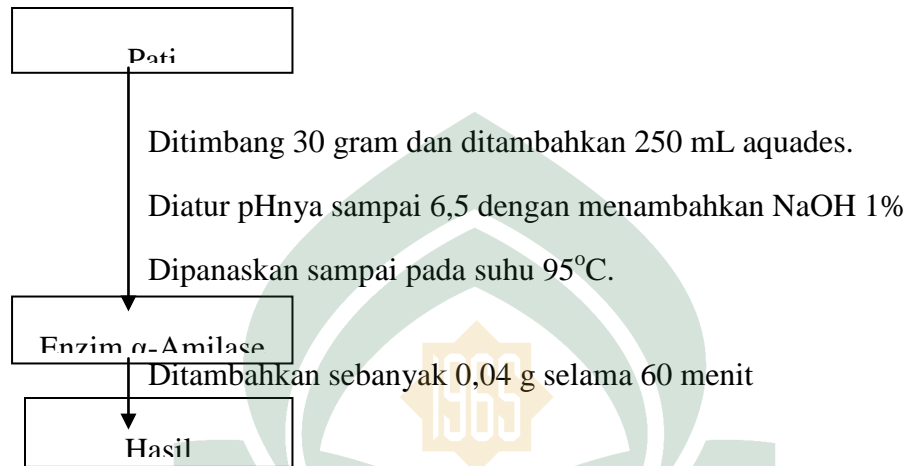 Pati
Ditimbang 30 gram dan ditambahkan 250 mL aquades.
Diatur pHnya sampai 6,5 dengan menambahkan NaOH 1%
Dipanaskan sampai pada suhu 95°C.
Enzim α-Amilase
Ditambahkan sebanyak 0,04 g selama 60 menit
1965
Hasil